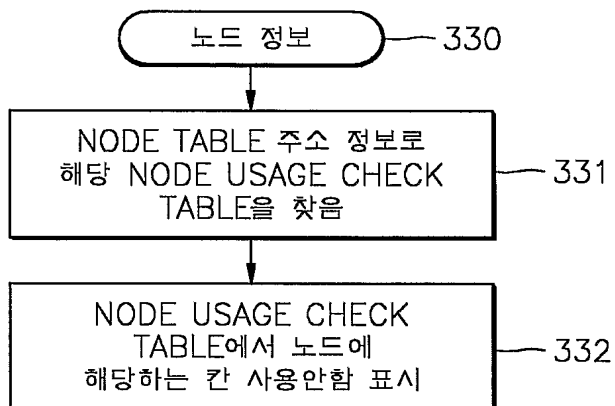 노드 정보
330
NODE TABLE 주소 정보로
해당 NODE USAGE CHECK
TABLE을 찾음
331
NODE USAGE CHECK
TABLE에서 노드에
해당하는 칸 사용안함 표시
332